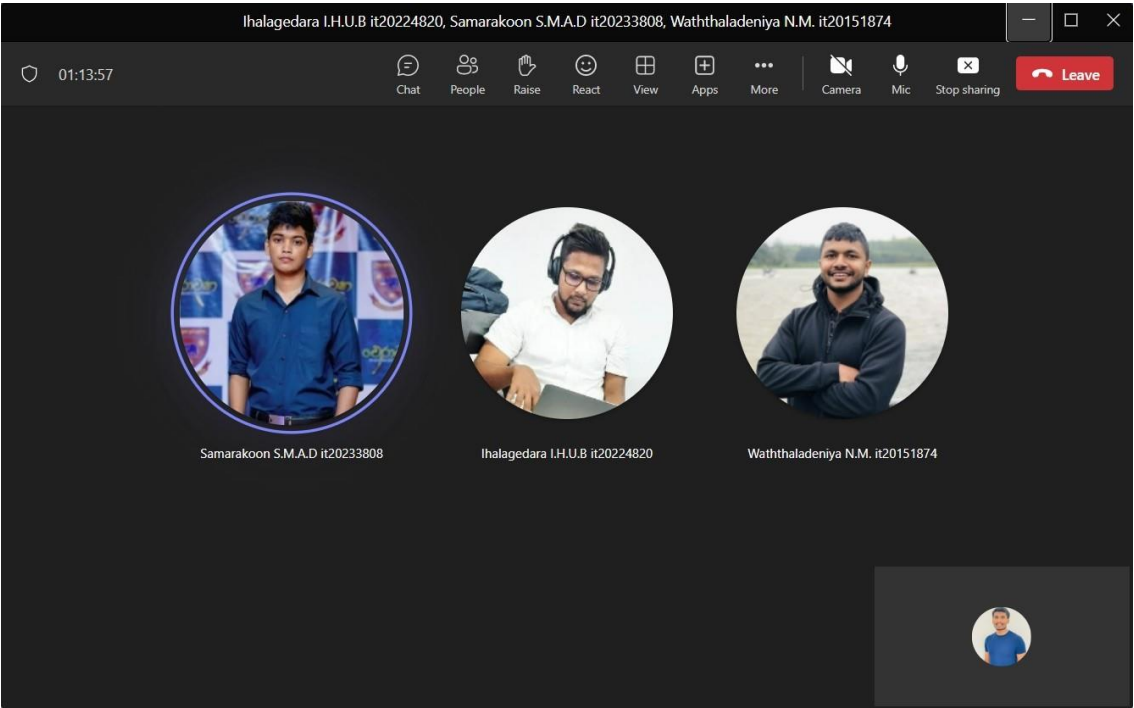 Ihalagedara I.H.U.B it20224820, Samarakoon S.M.A.D it20233808, Waththaladeniya N.M. it20151874
01:13:57
Chat People Raise React View Apps More Camera Mic Stop sharing Leave
Samarakoon S.M.A.D it20233808
Ihalagedara I.H.U.B it20224820
Waththaladeniya N.M. it20151874